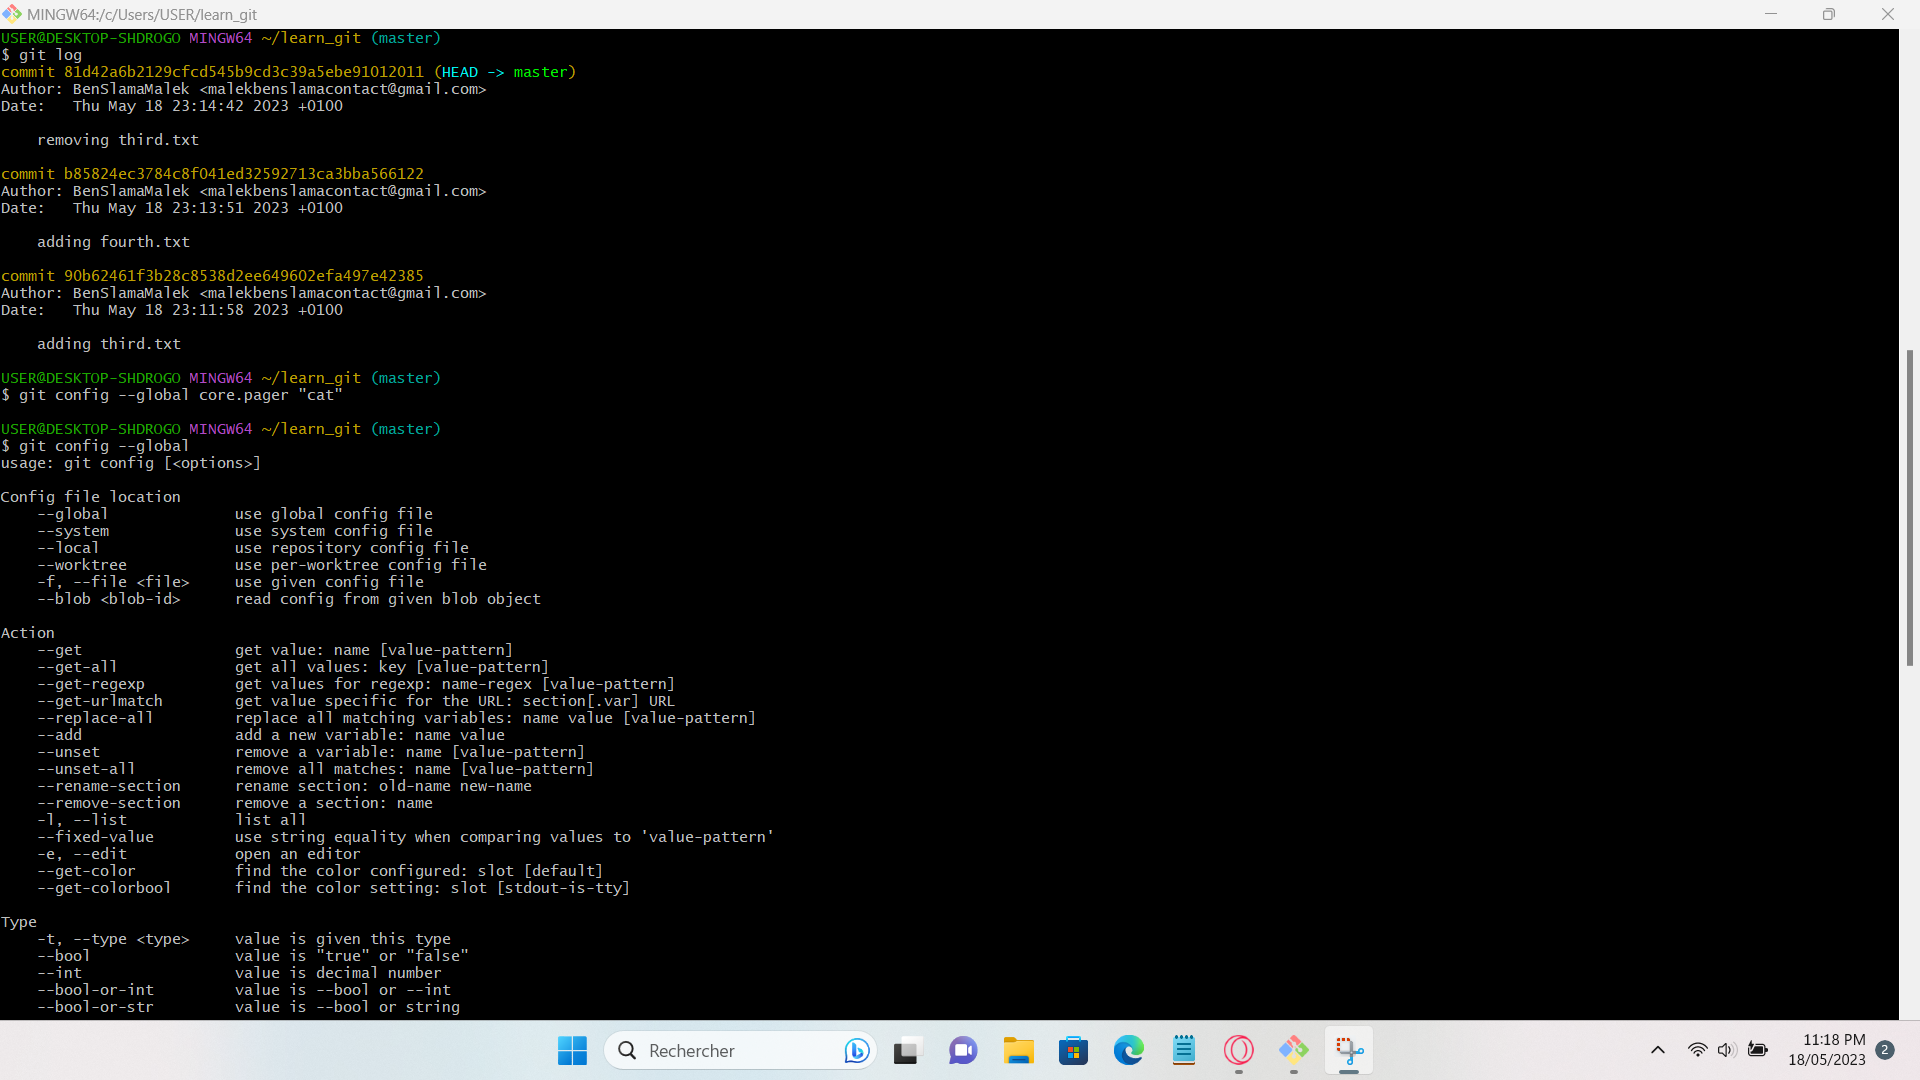 MINGW64:/c/Users/USER/learn_git
USER@DESKTOP-SHDROGO MINGW64 ~/learn_git (master)
$ git log
commit 81d42a6b2129cfcd545b9cd3c39a5ebe91012011 (HEAD -> master)
Author: BenSlamaMalek <malekbenslamacontact@gmail.com>
Date:   Thu May 18 23:14:42 2023 +0100
    removing third.txt
commit b85824ec3784c8f041ed32592713ca3bba566122
Author: BenSlamaMalek <malekbenslamacontact@gmail.com>
Date:   Thu May 18 23:13:51 2023 +0100
    adding fourth.txt
commit 90b62461f3b28c8538d2ee649602efa497e42385
Author: BenSlamaMalek <malekbenslamacontact@gmail.com>
Date:   Thu May 18 23:11:58 2023 +0100
    adding third.txt
USER@DESKTOP-SHDROGO MINGW64 ~/learn_git (master)
$ git config --global core.pager "cat"
USER@DESKTOP-SHDROGO MINGW64 ~/learn_git (master)
$ git config --global
usage: git config [<options>]
Config file location
    --global              use global config file
    --system              use system config file
    --local               use repository config file
    --worktree            use per-worktree config file
    -f, --file <file>     use given config file
    --blob <blob-id>      read config from given blob object
Action
    --get                 get value: name [value-pattern]
    --get-all             get all values: key [value-pattern]
    --get-regexp          get values for regexp: name-regex [value-pattern]
    --get-urlmatch        get value specific for the URL: section[.var] URL
    --replace-all         replace all matching variables: name value [value-pattern]
    --add                 add a new variable: name value
    --unset               remove a variable: name [value-pattern]
    --unset-all           remove all matches: name [value-pattern]
    --rename-section      rename section: old-name new-name
    --remove-section      remove a section: name
    -l, --list            list all
    --fixed-value         use string equality when comparing values to 'value-pattern'
    -e, --edit            open an editor
    --get-color           find the color configured: slot [default]
    --get-colorbool       find the color setting: slot [stdout-is-tty]
Type
    -t, --type <type>     value is given this type
    --bool                value is "true" or "false"
    --int                 value is decimal number
    --bool-or-int         value is --bool or --int
    --bool-or-str         value is --bool or string
Rechercher
11:18 PM
18/05/2023
2